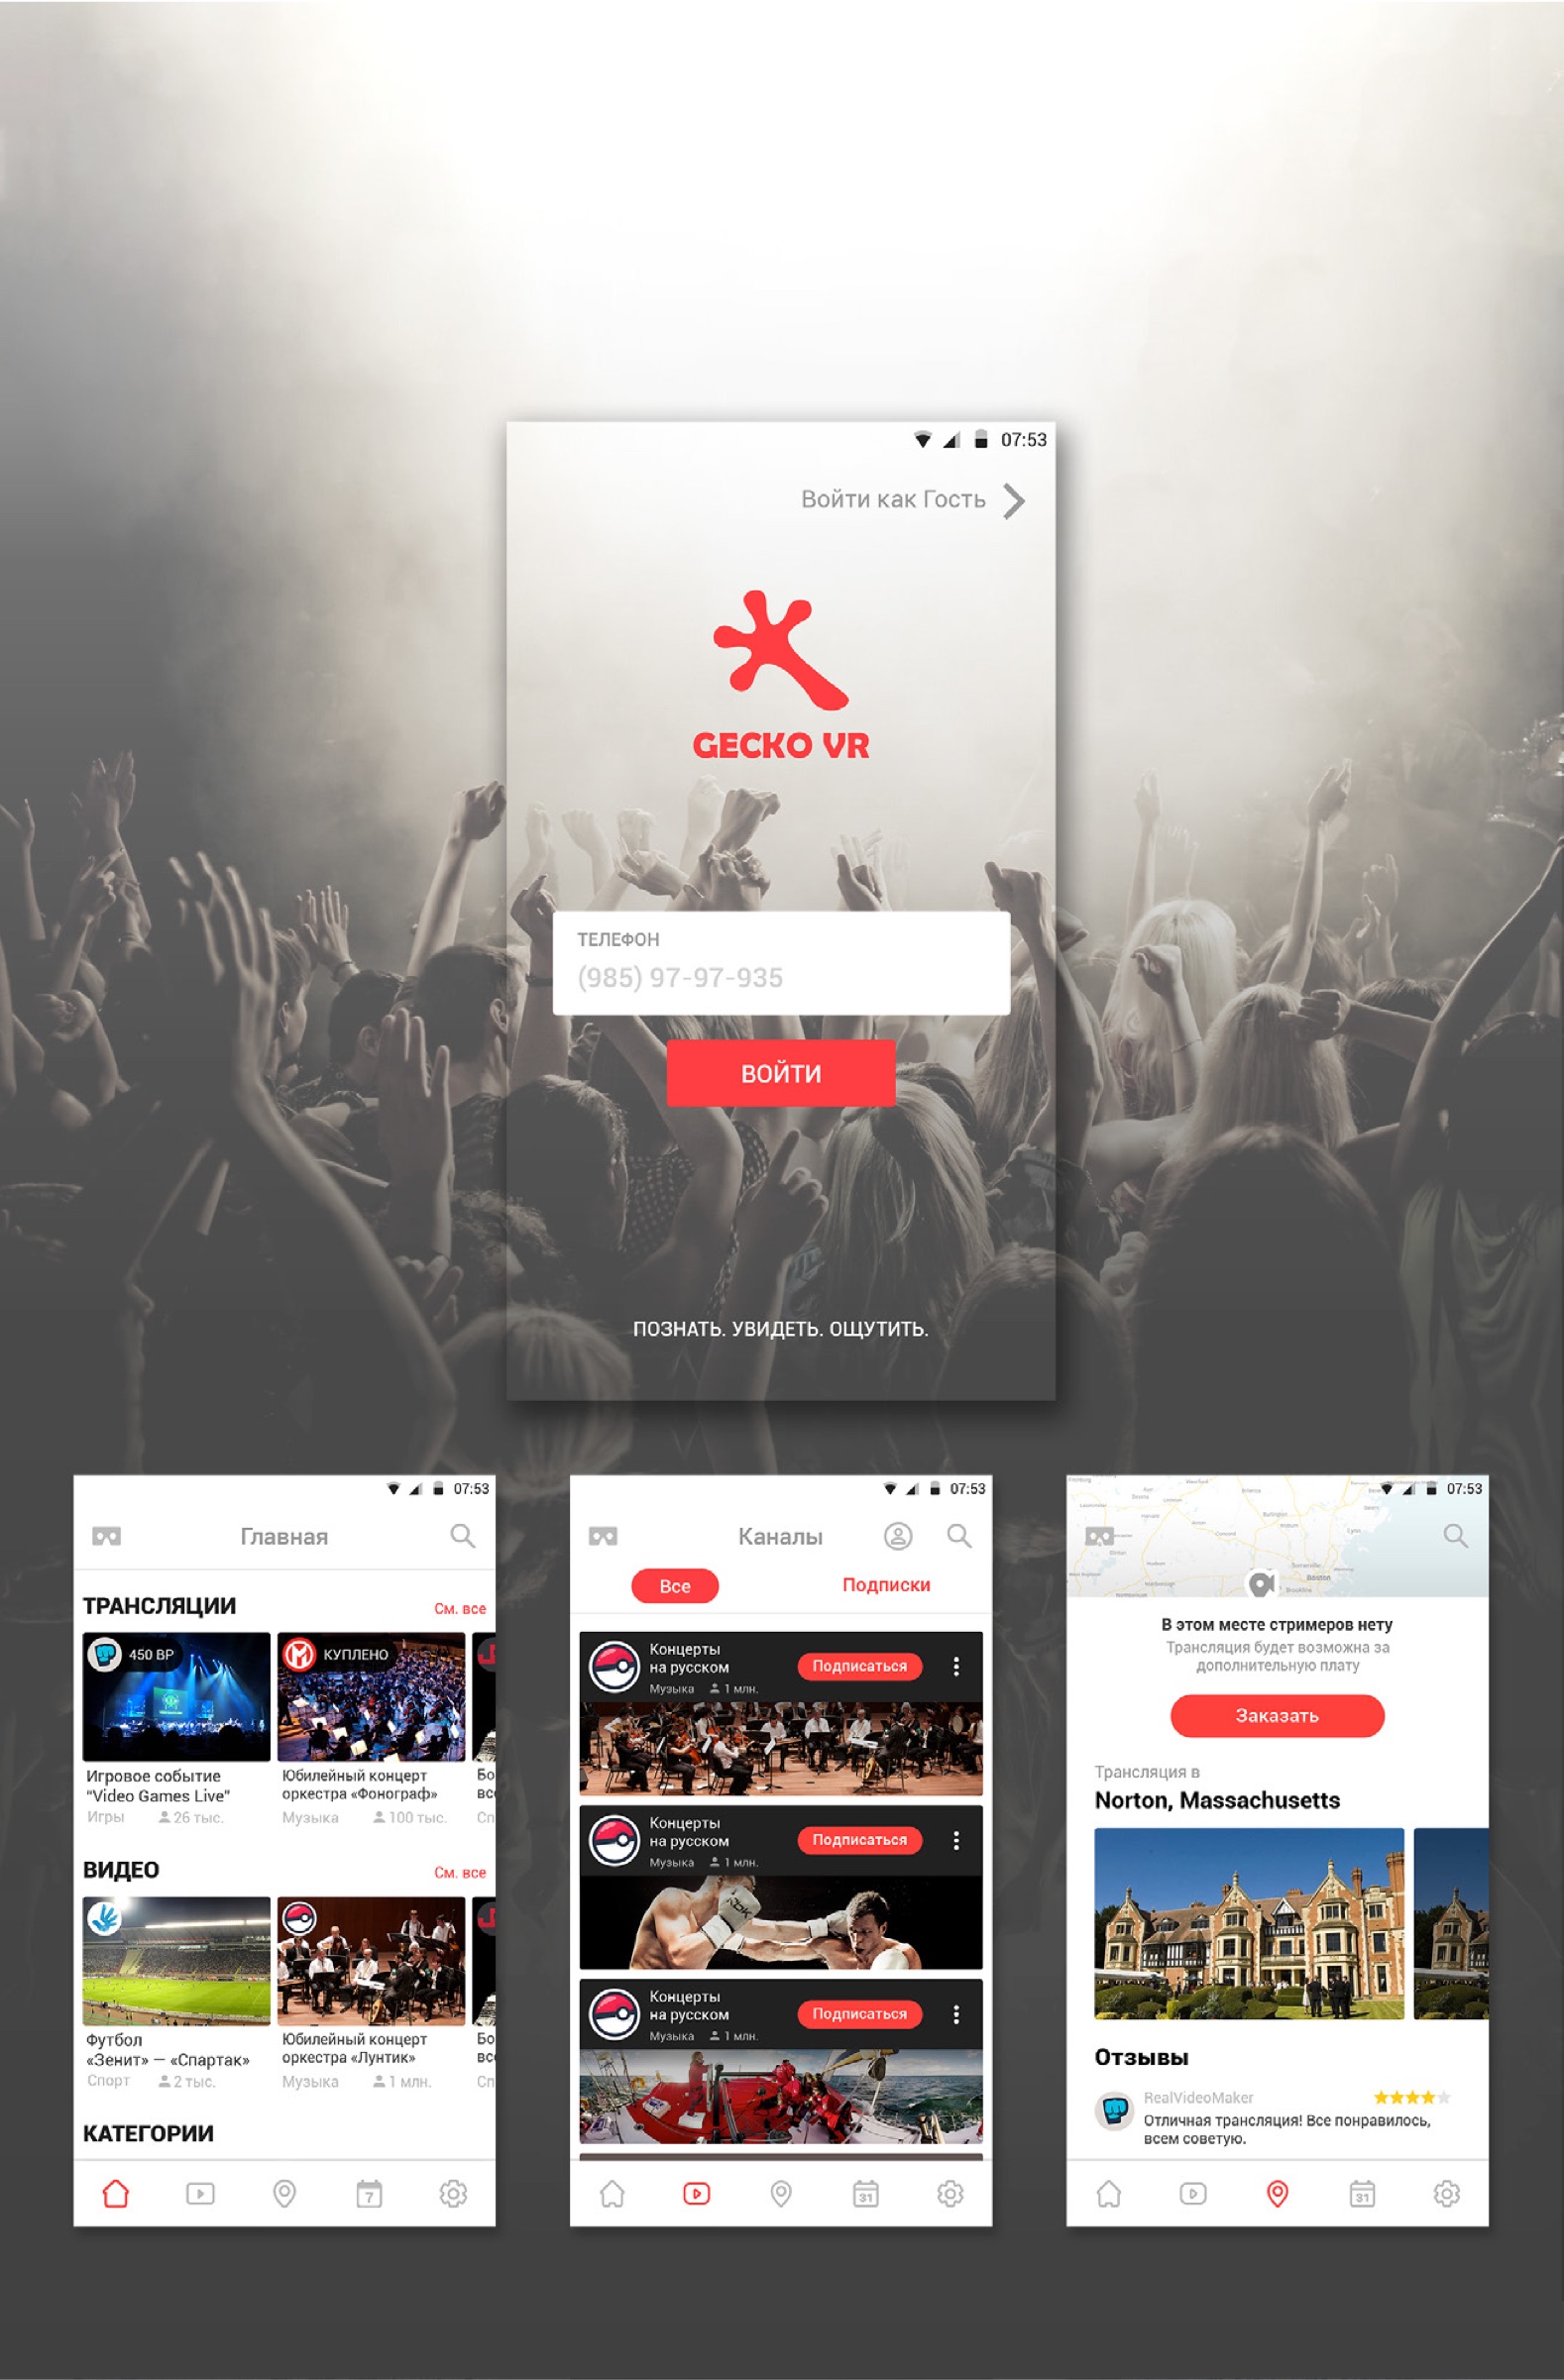 07:53
Войти как Гость
GECKO VR
ТЕЛЕФОН
(985) 97-97-935
ВОЙТИ
ПОЗНАТЬ. УВИДЕТЬ. ОЩУТИТЬ.
07:53
Главная
ТРАНСЛЯЦИИ
См. все
450 ВР
КУПЛЕНО
Игровое событие
“Video Games Live”
Игры 26 тыс.
Юбилейный концерт
оркестра «Фонограф»
Музыка 100 тыс.
Бо
вс
Сп
ВИДЕО
См. все
Футбол
«Зенит» — «Спартак»
Спорт 2 тыс.
Юбилейный концерт
оркестра «Лунтик»
Музыка 1 млн.
Бо
вс
Сп
КАТЕГОРИИ
7
07:53
Каналы
Все
Подписки
Концерты
на русском
Музыка 1 млн.
Подписаться
Концерты
на русском
Музыка 1 млн.
Подписаться
Концерты
на русском
Музыка 1 млн.
Подписаться
31
07:53
Boston
В этом месте стримеров нету
Трансляция будет возможна за
дополнительную плату
Заказать
Трансляция в
Norton, Massachusetts
Отзывы
RealVideoMaker
Отличная трансляция! Все понравилось,
всем советую.
31